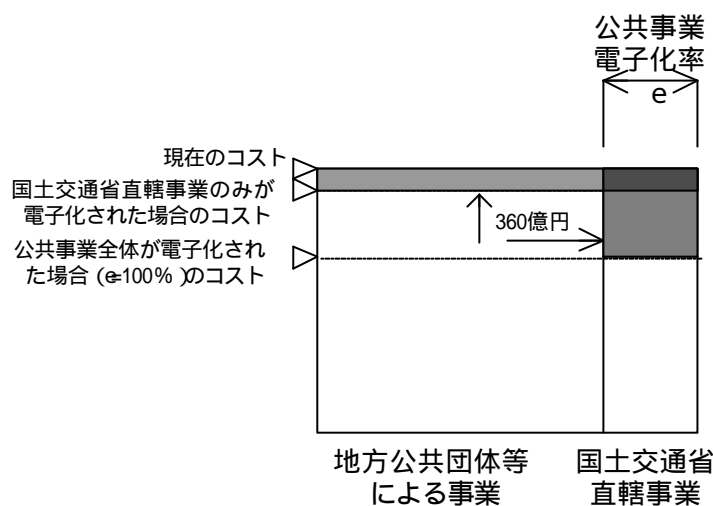 公共事業
電子化率
e
現在のコスト
国土交通省直轄事業のみが
電子化された場合のコスト
公共事業全体が電子化され
た場合(e=100%)のコスト
360億円
地方公共団体等
による事業
国土交通省
直轄事業